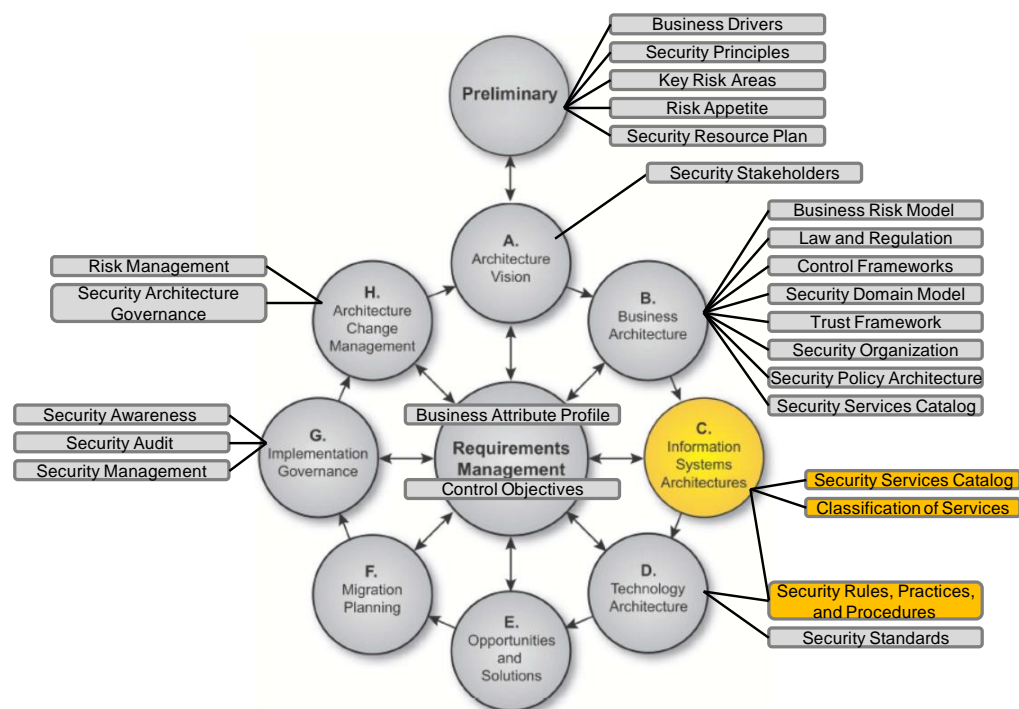 Business Drivers
Security Principles
Key Risk Areas
Risk Appetite
Security Resource Plan
Preliminary
Security Stakeholders
A.
Architecture
Vision
Business Risk Model
Law and Regulation
Control Frameworks
Security Domain Model
Trust Framework
Security Organization
Security Policy Architecture
Security Services Catalog
B.
Business
Architecture
Risk Management
Security Architecture
Governance
H.
Architecture
Change
Management
Security Awareness
Security Audit
Security Management
G.
Implementation
Governance
Business Attribute Profile
Requirements
Management
Control Objectives
C.
Information
Systems
Architectures
Security Services Catalog
Classification of Services
Security Rules, Practices,
and Procedures
Security Standards
D.
Technology
Architecture
F.
Migration
Planning
E.
Opportunities
and
Solutions